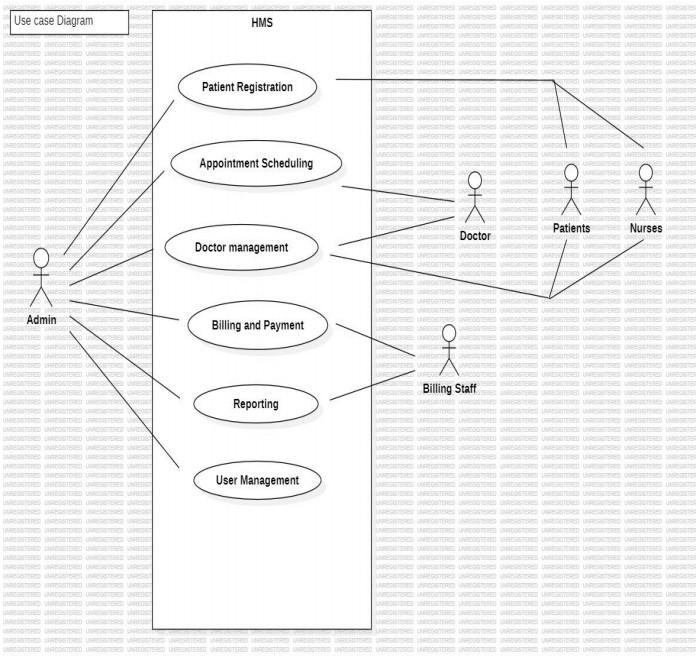 Use case Diagram
HMS
Patient Registration
Appointment Scheduling
Doctor management
Billing and Payment
Reporting
User Management
Admin
Doctor
Patients
Nurses
Billing Staff
UNREGISTERED